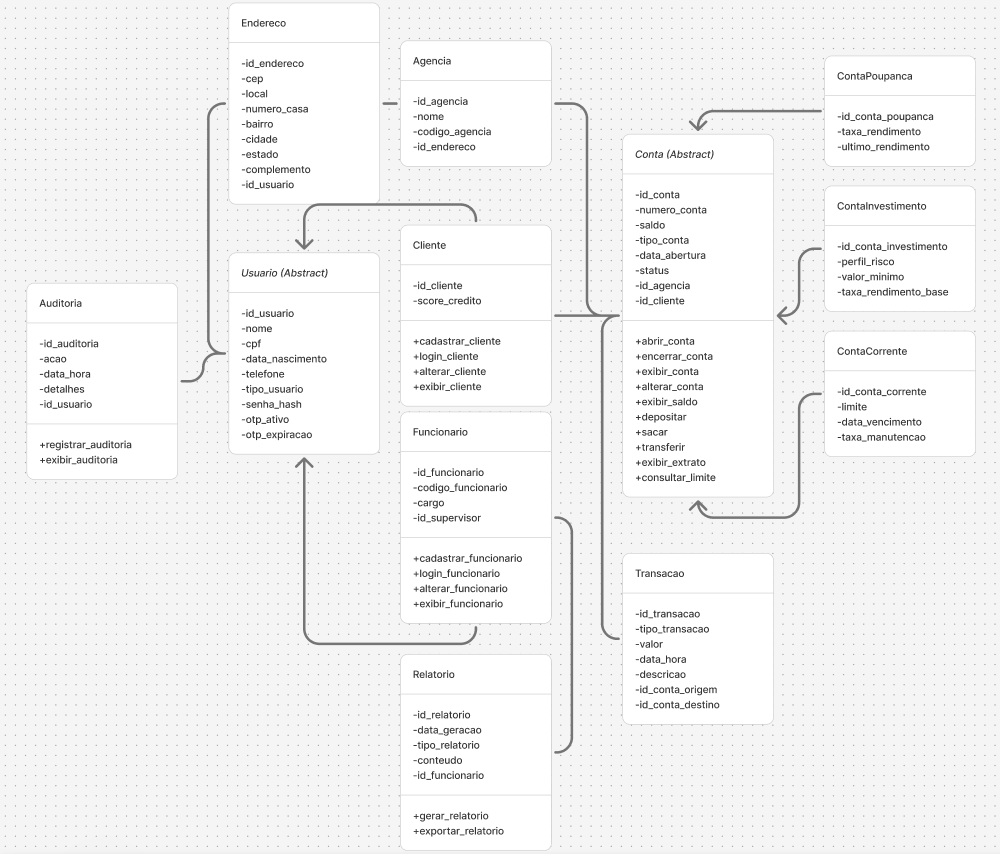 Endereco
-id_endereco
-cep
-local
-numero_casa
-bairro
-cidade
-estado
-complemento
-id_usuario
Agencia
-id_agencia
-nome
-codigo_agencia
-id_endereco
ContaPoupanca
-id_conta_poupanca
-taxa_rendimento
-ultimo_rendimento
Conta (Abstract)
-id_conta
-numero_conta
-saldo
-tipo_conta
-data_abertura
-status
-id_agencia
-id_cliente
+abrir_conta
+encerrar_conta
+exibir_conta
+alterar_conta
+exibir_saldo
+depositar
+sacar
+transferir
+exibir_extrato
+consultar_limite
ContaInvestimento
-id_conta_investimento
-perfil_risco
-valor_minimo
-taxa_rendimento_base
Cliente
-id_cliente
-score_credito
+cadastrar_cliente
+login_cliente
+alterar_cliente
+exibir_cliente
Usuario (Abstract)
-id_usuario
-nome
-cpf
-data_nascimento
-telefone
-tipo_usuario
-senha_hash
-otp_ativo
-otp_expiracao
Auditoria
-id_auditoria
-acao
-data_hora
-detalhes
-id_usuario
+registrar_auditoria
+exibir_auditoria
ContaCorrente
-id_conta_corrente
-limite
-data_vencimento
-taxa_manutencao
Funcionario
-id_funcionario
-codigo_funcionario
-cargo
-id_supervisor
+cadastrar_funcionario
+login_funcionario
+alterar_funcionario
+exibir_funcionario
Transacao
-id_transacao
-tipo_transacao
-valor
-data_hora
-descricao
-id_conta_origem
-id_conta_destino
Relatorio
-id_relatorio
-data_geracao
-tipo_relatorio
-conteudo
-id_funcionario
+gerar_relatorio
+exportar_relatorio